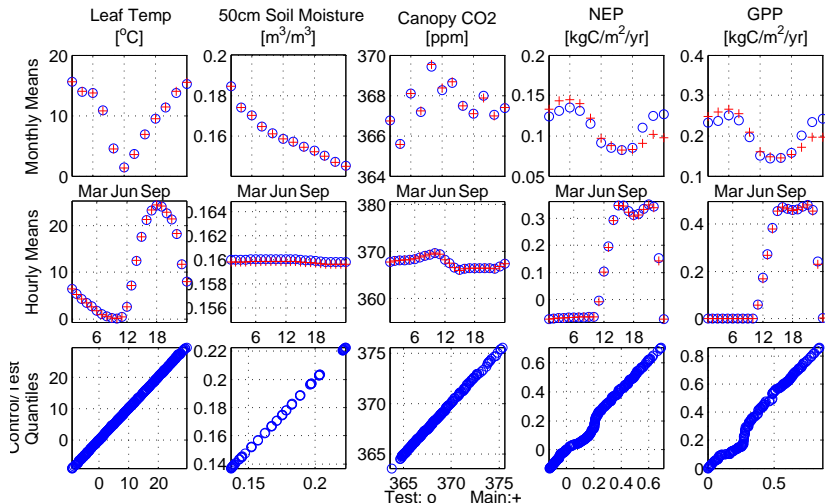 Leaf Temp 50cm Soil Moisture Canopy CO2 NEP GPP
[°C] [m³/m³] [ppm] [kgC/m²/yr] [kgC/m²/yr]
Monthly Means
20 0.2 370 0.2 0.4
368 0.15 0.3
10 0.16 366 0.1 0.2
0 364 0.05 0.1
Mar Jun Sep Mar Jun Sep Mar Jun Sep Mar Jun Sep Mar Jun Sep
Hourly Means
20 0.164 380 0.3 0.4
0.162 0.2
10 0.160 370 0.1 0.2
0.158 0
0 0.156 360 0
6 12 18 6 12 18 6 12 18 6 12 18 6 12 18
Control/Test
Quantiles
0.22 375 0.6 0.8
20 0.2 0.4 0.6
0.18 370 0.4
0 0.16 0.2 0.2
0.14 365 0 0
0 20 0.2 365 370 375 0 0.2 0.4 0.6 0 0.5
Test: o Main:+